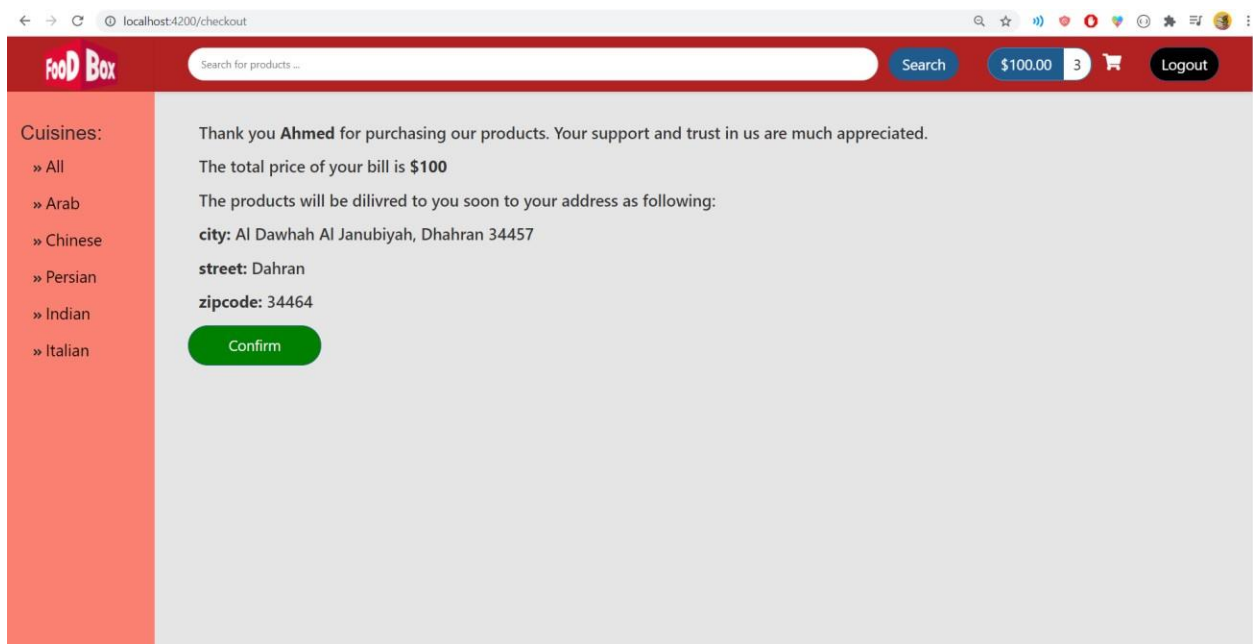 localhost:4200/checkout
FooD Box
Search for products ...
Search
$100.00 3
Logout
Cuisines:
» All
» Arab
» Chinese
» Persian
» Indian
» Italian
Thank you Ahmed for purchasing our products. Your support and trust in us are much appreciated.
The total price of your bill is $100
The products will be dilivred to you soon to your address as following:
city: Al Dawhah Al Janubiyah, Dhahran 34457
street: Dahran
zipcode: 34464
Confirm